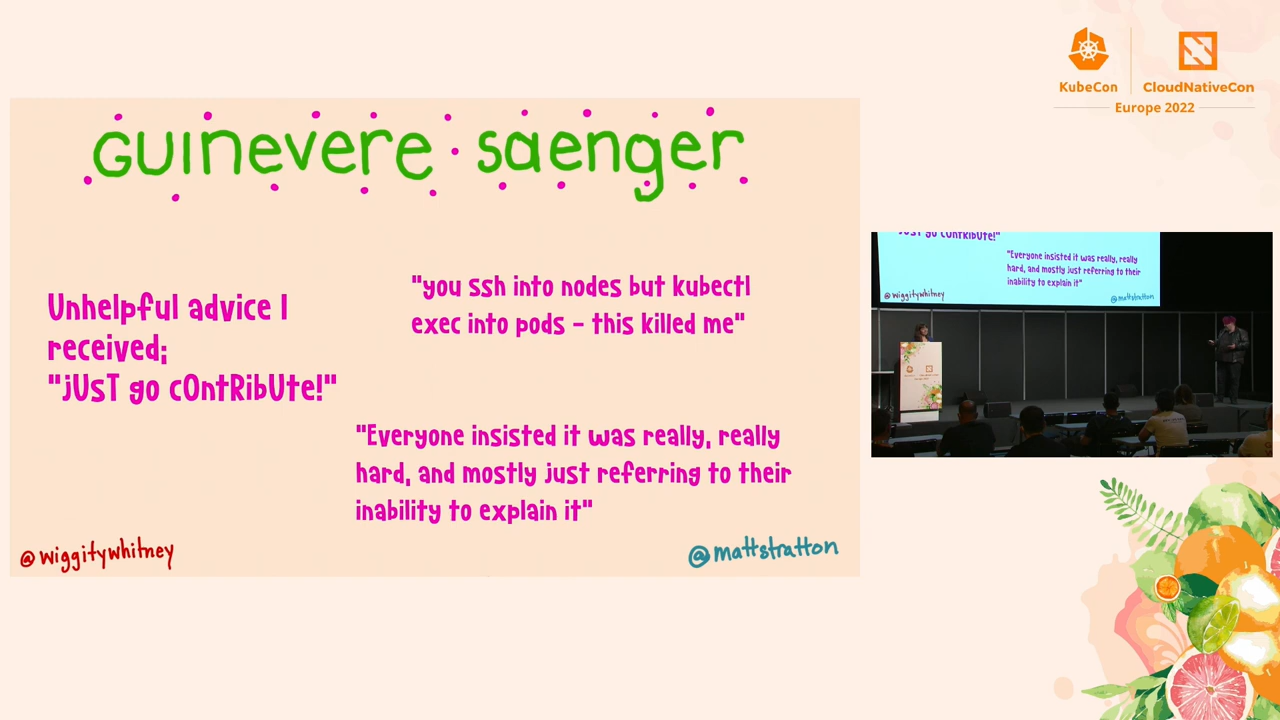 KubeCon
CloudNativeCon
Europe 2022
GUINEVERE SAENGER
Unhelpful advice I
received:
"jUsT go cOntRibUte!"
"you ssh into nodes but kubectl
exec into pods - this killed me"
"Everyone insisted it was really, really
hard, and mostly just referring to their
inability to explain it"
@wiggitywhitney
@mattstratton
"jUsT go cOntRibUte!"
"Everyone insisted it was really, really
hard, and mostly just referring to their
inability to explain it"
@wiggitywhitney
@mattstratton